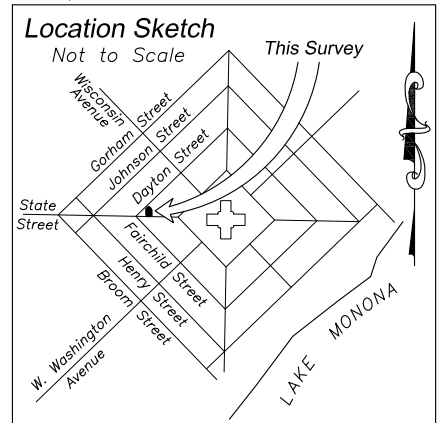 Location Sketch
Not to Scale
This Survey
Wisconsin
Avenue
Gorham Street
Johnson Street
Dayton Street
State
Street
Fairchild Street
Henry Street
Broom Street
W. Washington
Avenue
LAKE MONONA